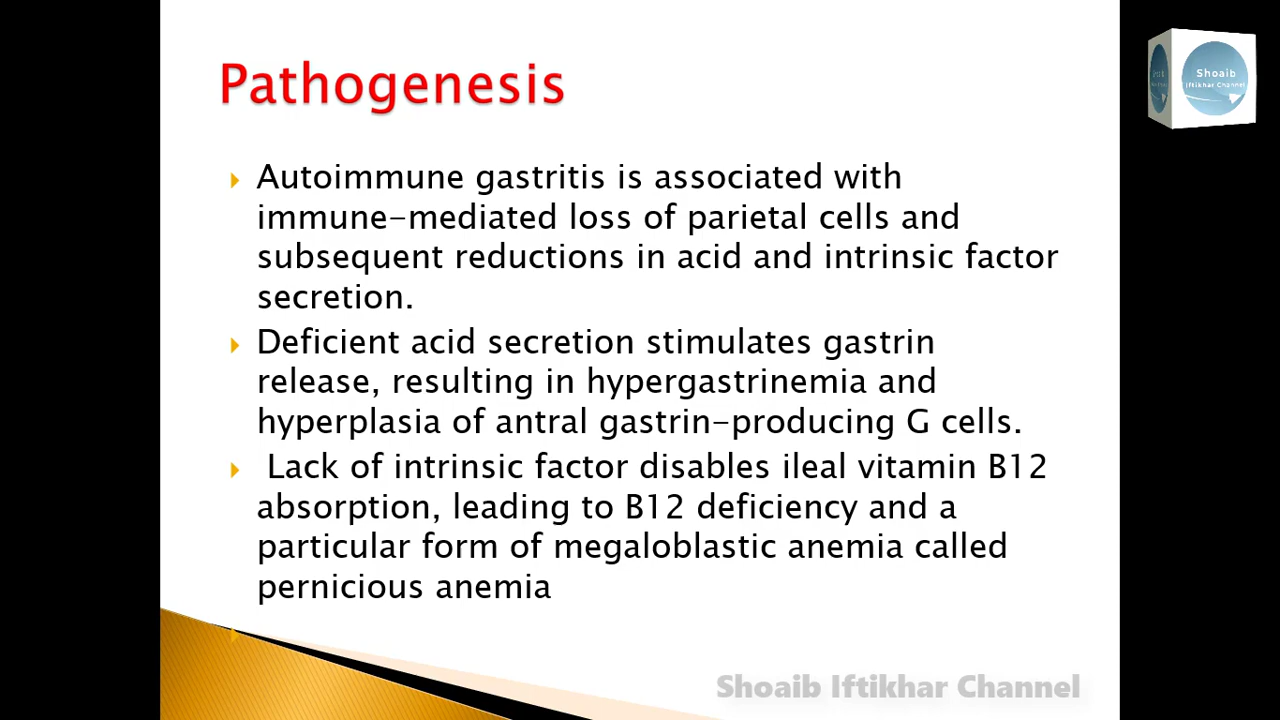 Pathogenesis
Autoimmune gastritis is associated with
immune-mediated loss of parietal cells and
subsequent reductions in acid and intrinsic factor
secretion.
Deficient acid secretion stimulates gastrin
release, resulting in hypergastrinemia and
hyperplasia of antral gastrin-producing G cells.
Lack of intrinsic factor disables ileal vitamin B12
absorption, leading to B12 deficiency and a
particular form of megaloblastic anemia called
pernicious anemia
Shoaib Iftikhar Channel
Shoaib
Iftikhar Channel